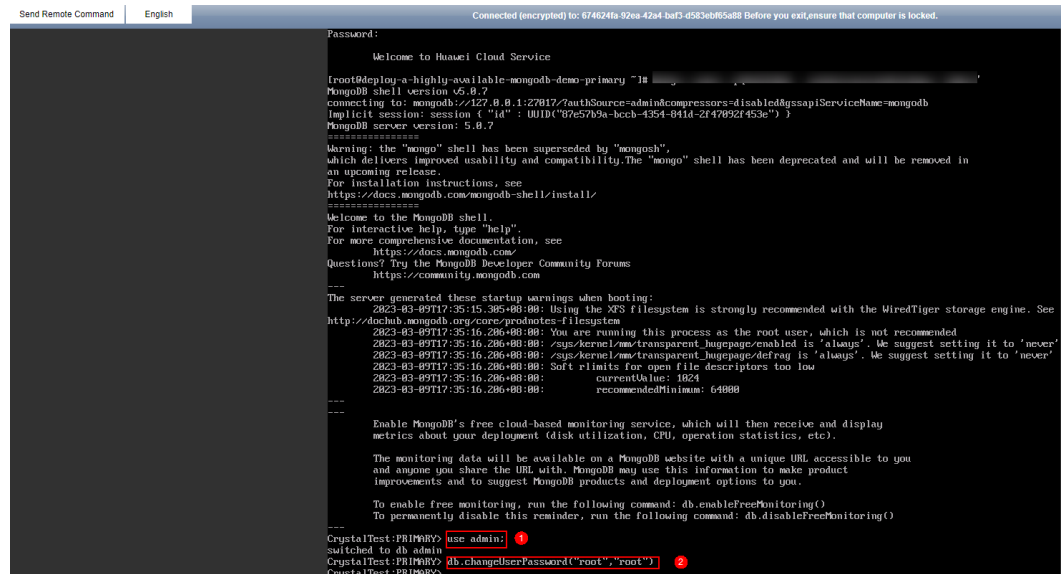 Send Remote Command English Connected (encrypted) to: 674624fa-92ea-42a4-baf3-d583ebf65a88 Before you exit,ensure that computer is locked.
Password:
Welcome to Huawei Cloud Service
[root@deploy-a-highly-available-mongodb-demo-primary ~]#
MongoDB shell version v5.0.7
connecting to: mongodb://127.0.0.1:27017/?authSource=admin&compressors=disabled&gssapiServiceName=mongodb
Implicit session: session { "id" : UUID("87e57b9a-bccb-4354-841d-2f47092f453e") }
MongoDB server version: 5.0.7
================
Warning: the "mongo" shell has been superseded by "mongosh",
which delivers improved usability and compatibility.The "mongo" shell has been deprecated and will be removed in
an upcoming release.
For installation instructions, see
https://docs.mongodb.com/mongodb-shell/install/
================
Welcome to the MongoDB shell.
For interactive help, type "help".
For more comprehensive documentation, see
https://docs.mongodb.com/
Questions? Try the MongoDB Developer Community Forums
https://community.mongodb.com
---
The server generated these startup warnings when booting:
2023-03-09T17:35:15.305+08:00: Using the XFS filesystem is strongly recommended with the WiredTiger storage engine. See
http://dochub.mongodb.org/core/prodnotes-filesystem
2023-03-09T17:35:16.206+08:00: You are running this process as the root user, which is not recommended
2023-03-09T17:35:16.206+08:00: /sys/kernel/mm/transparent_hugepage/enabled is 'always'. We suggest setting it to 'never'
2023-03-09T17:35:16.206+08:00: /sys/kernel/mm/transparent_hugepage/defrag is 'always'. We suggest setting it to 'never'
2023-03-09T17:35:16.206+08:00: Soft rlimits for open file descriptors too low
2023-03-09T17:35:16.206+08:00: currentValue: 1024
2023-03-09T17:35:16.206+08:00: recommendedMinimum: 64000
---
---
Enable MongoDB's free cloud-based monitoring service, which will then receive and display
metrics about your deployment (disk utilization, CPU, operation statistics, etc).
The monitoring data will be available on a MongoDB website with a unique URL accessible to you
and anyone you share the URL with. MongoDB may use this information to make product
improvements and to suggest MongoDB products and deployment options to you.
To enable free monitoring, run the following command: db.enableFreeMonitoring()
To permanently disable this reminder, run the following command: db.disableFreeMonitoring()
---
CrystalTest:PRIMARY> use admin; 1
switched to db admin
CrystalTest:PRIMARY> db.changeUserPassword("root","root") 2
CrystalTest:PRIMARY>